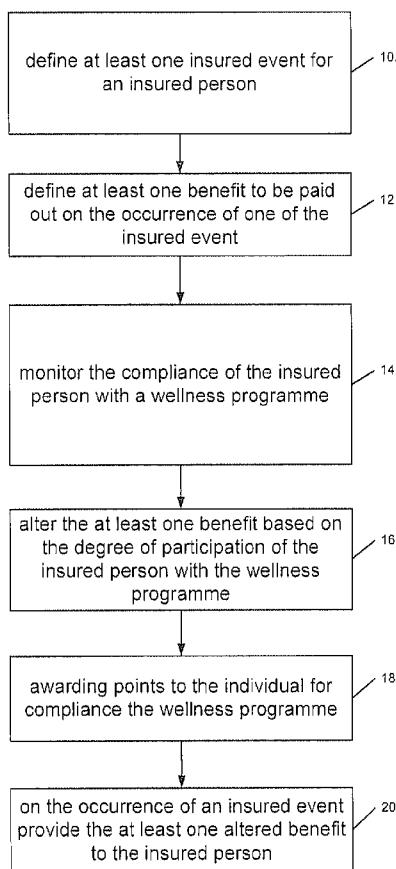 define at least one insured event for
an insured person
10.
define at least one benefit to be paid
out on the occurrence of one of the
insured event
12
monitor the compliance of the insured
person with a wellness programme
14
alter the at least one benefit based on
the degree of participation of the
insured person with the wellness
programme
16
awarding points to the individual for
compliance the wellness programme
18
on the occurrence of an insured event
provide the at least one altered benefit
to the insured person
20